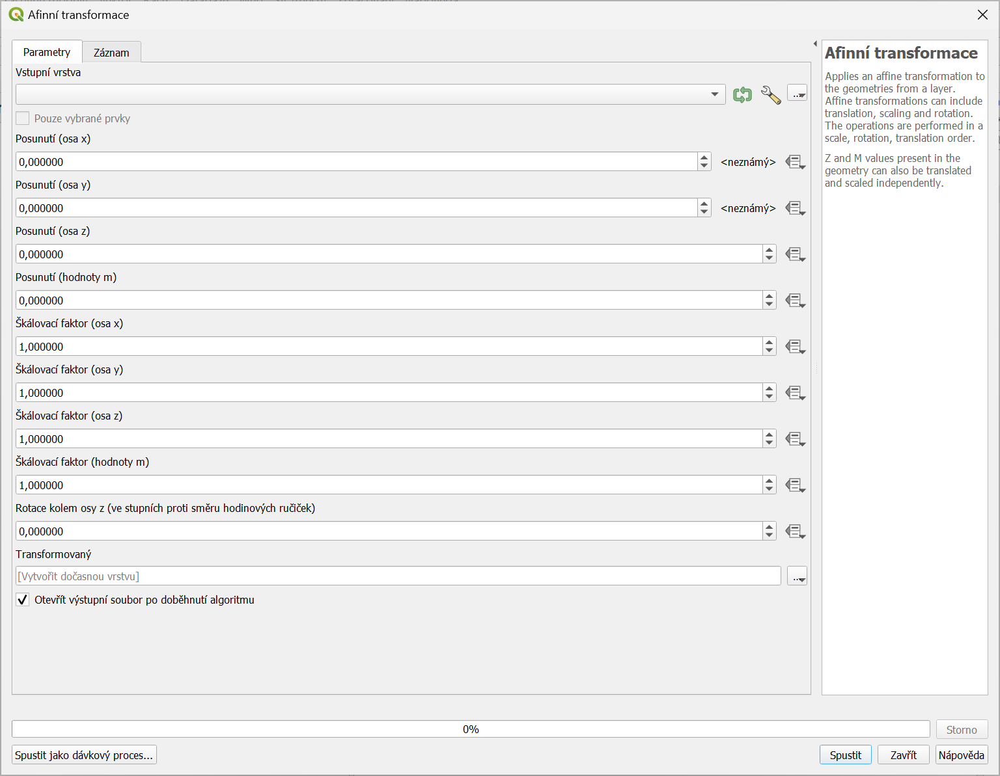 Afinní transformace
Parametry
Záznam
Vstupní vrstva
...
Pouze vybrané prvky
Posunutí (osa x)
0,000000
<neznámý>
Posunutí (osa y)
0,000000
<neznámý>
Posunutí (osa z)
0,000000
Posunutí (hodnoty m)
0,000000
Škálovací faktor (osa x)
1,000000
Škálovací faktor (osa y)
1,000000
Škálovací faktor (osa z)
1,000000
Škálovací faktor (hodnoty m)
1,000000
Rotace kolem osy z (ve stupních proti směru hodinových ručiček)
0,000000
Transformovaný
[Vytvořit dočasnou vrstvu]
...
Otevřít výstupní soubor po doběhnutí algoritmu
Afinní transformace
Applies an affine transformation to
the geometries from a layer.
Affine transformations can include
translation, scaling and rotation.
The operations are performed in a
scale, rotation, translation order.
Z and M values present in the
geometry can also be translated
and scaled independently.
0%
Storno
Spustit jako dávkový proces...
Spustit
Zavřít
Nápověda